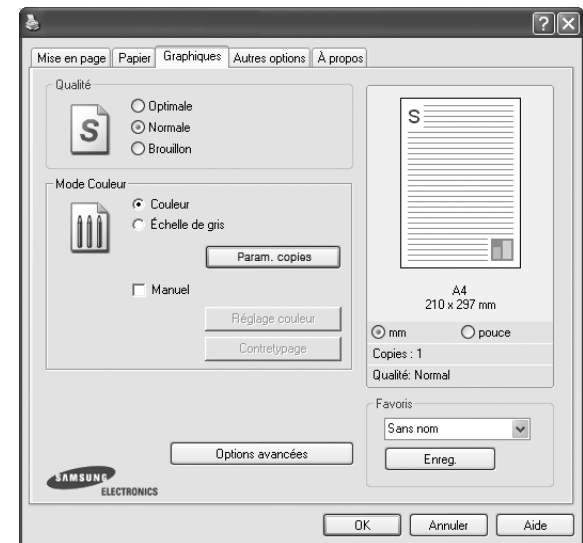 Mise en page Papier Graphiques Autres options À propos
Qualité
S
Optimale
Normale
Brouillon
Mode Couleur
Couleur
Échelle de gris
Param. copies
Manuel
Réglage couleur
Contretypage
Options avancées
SAMSUNG
ELECTRONICS
S
A4
210 x 297 mm
mm pouce
Copies : 1
Qualité: Normal
Favoris
Sans nom
Enreg.
OK Annuler Aide